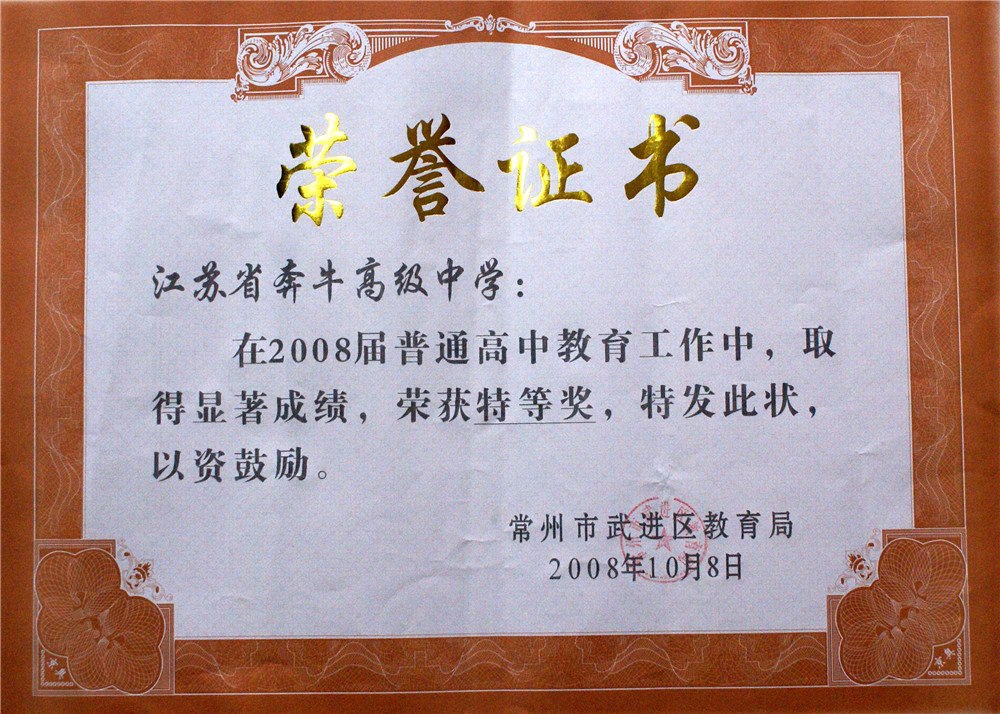 荣誉证书
江苏省奔牛高级中学：
在2008届普通高中教育工作中，取
得显著成绩，荣获特等奖，特发此状，
以资鼓励。
常州市武进区教育局
2008年10月8日